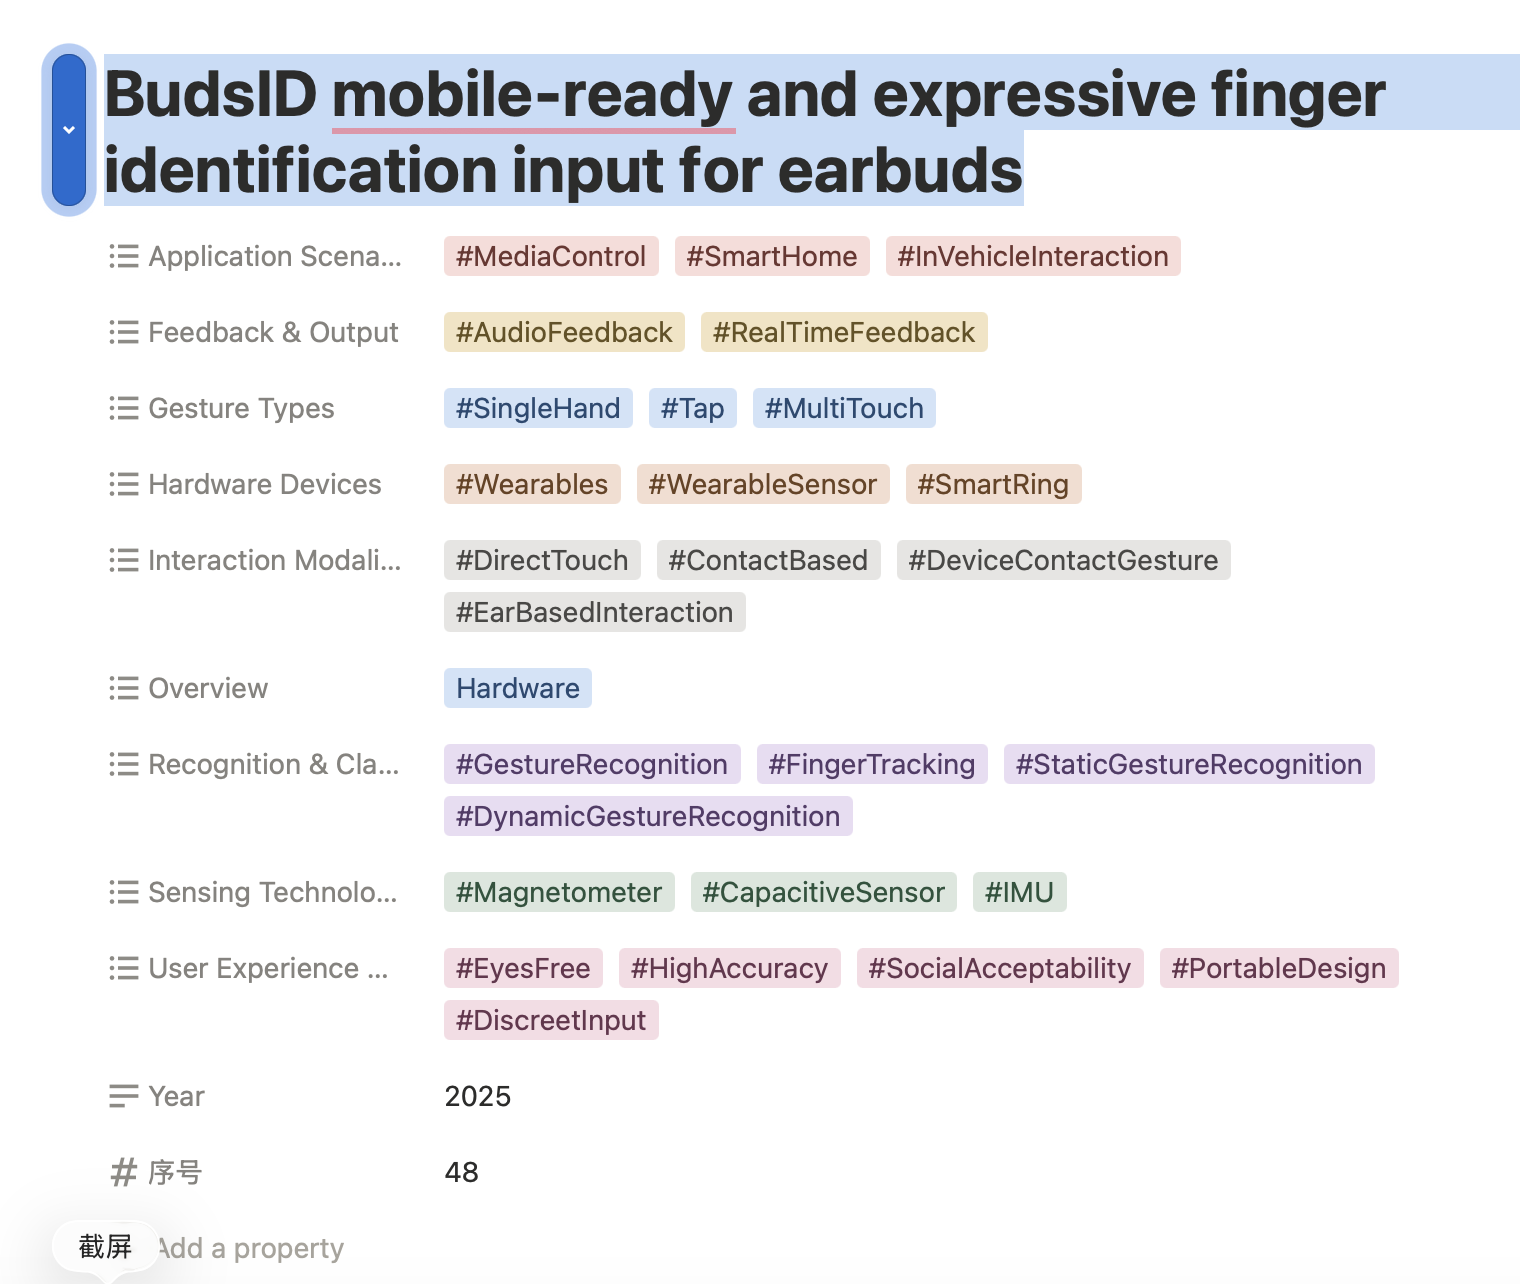 BudsID mobile-ready and expressive finger
identification input for earbuds
Application Scena... #MediaControl #SmartHome #InVehicleInteraction
Feedback & Output #AudioFeedback #RealTimeFeedback
Gesture Types #SingleHand #Tap #MultiTouch
Hardware Devices #Wearables #WearableSensor #SmartRing
Interaction Modali... #DirectTouch #ContactBased #DeviceContactGesture
#EarBasedInteraction
Overview Hardware
Recognition & Cla... #GestureRecognition #FingerTracking #StaticGestureRecognition
#DynamicGestureRecognition
Sensing Technolo... #Magnetometer #CapacitiveSensor #IMU
User Experience ... #EyesFree #HighAccuracy #SocialAcceptability #PortableDesign
#DiscreetInput
Year 2025
序号 48
截屏 Add a property